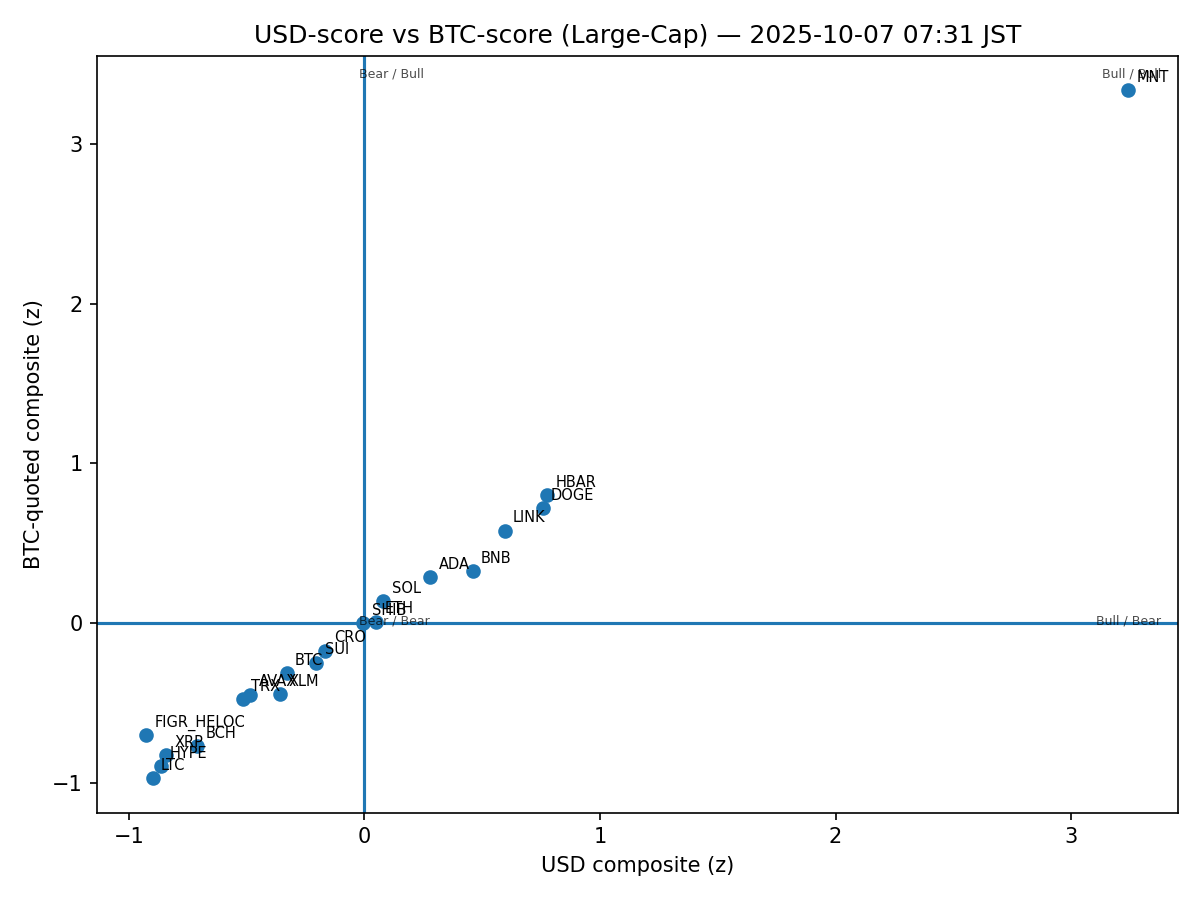 USD-score vs BTC-score (Large-Cap) — 2025-10-07 07:31 JST
Bear / Bull
Bull / Bull
MNT
3
2
1
0
−1
BTC-quoted composite (z)
HBAR
DOGE
LINK
BNB
ADA
SOL
ETH
SHIB
Bear / Bear
Bull / Bear
CRO
SUI
BTC
XLM
AVAX
TRX
FIGR_HELOC
BCH
XRP
HYPE
LTC
−1
0
1
2
3
USD composite (z)